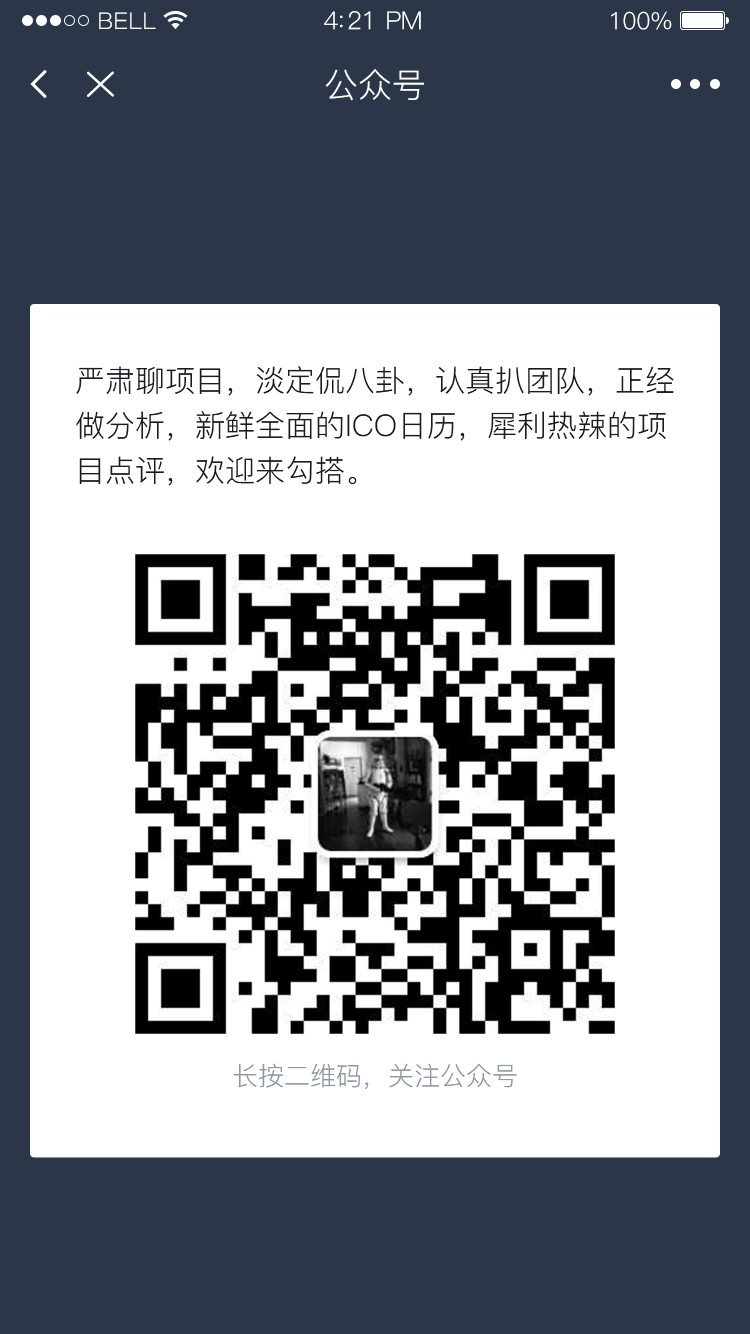 BELL 4:21 PM 100%
公众号
严肃聊项目，淡定侃八卦，认真扒团队，正经
做分析，新鲜全面的ICO日历，犀利热辣的项
目点评，欢迎来勾搭。
长按二维码，关注公众号